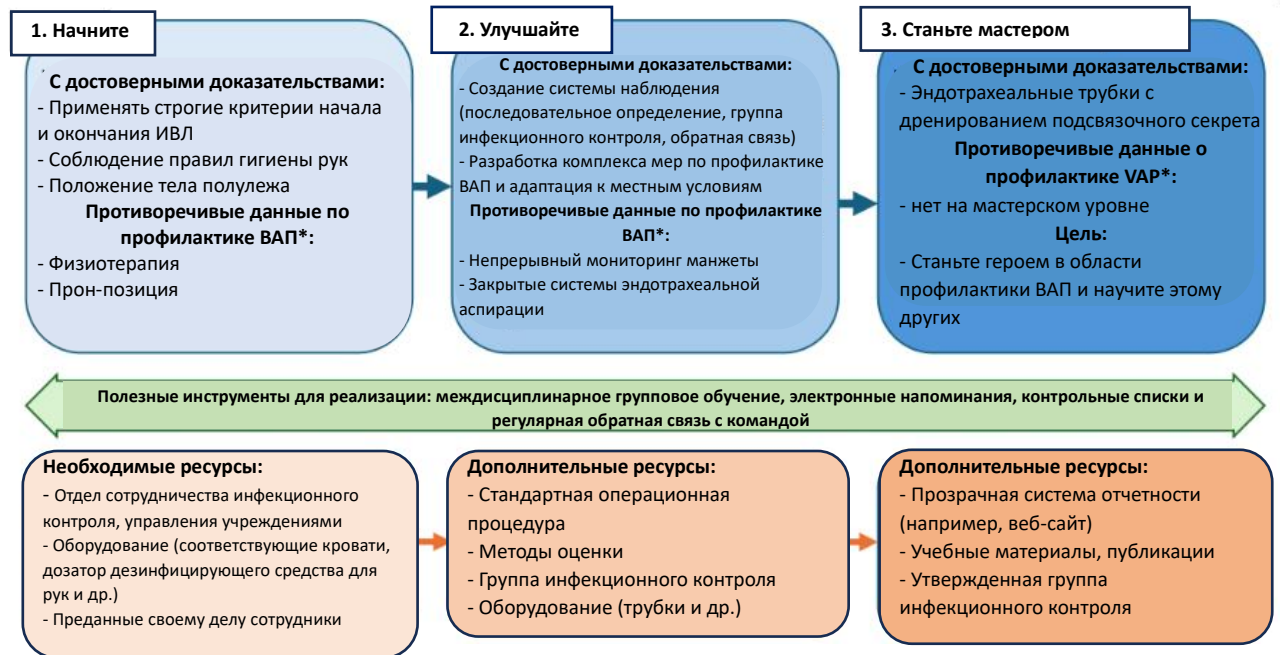 1. Начните
С достоверными доказательствами:
- Применять строгие критерии начала
и окончания ИВЛ
- Соблюдение правил гигиены рук
- Положение тела полулежа
Противоречивые данные по
профилактике ВАП*:
- Физиотерапия
- Прон-позиция
2. Улучшайте
С достоверными доказательствами:
- Создание системы наблюдения
(последовательное определение, группа
инфекционного контроля, обратная связь)
- Разработка комплекса мер по профилактике
ВАП и адаптация к местным условиям
Противоречивые данные по профилактике
ВАП*:
- Непрерывный мониторинг манжеты
- Закрытые системы эндотрахеальной
аспирации
3. Станьте мастером
С достоверными доказательствами:
- Эндотрахеальные трубки с
дренированием подсвязочного секрета
Противоречивые данные о
профилактике VAP*:
- нет на мастерском уровне
Цель:
- Станьте героем в области
профилактики ВАП и научите этому
других
Полезные инструменты для реализации: междисциплинарное групповое обучение, электронные напоминания, контрольные списки и
регулярная обратная связь с командой
Необходимые ресурсы:
- Отдел сотрудничества инфекционного
контроля, управления учреждениями
- Оборудование (соответствующие кровати,
дозатор дезинфицирующего средства для
рук и др.)
- Преданные своему делу сотрудники
Дополнительные ресурсы:
- Стандартная операционная
процедура
- Методы оценки
- Группа инфекционного контроля
- Оборудование (трубки и др.)
Дополнительные ресурсы:
- Прозрачная система отчетности
(например, веб-сайт)
- Учебные материалы, публикации
- Утвержденная группа
инфекционного контроля